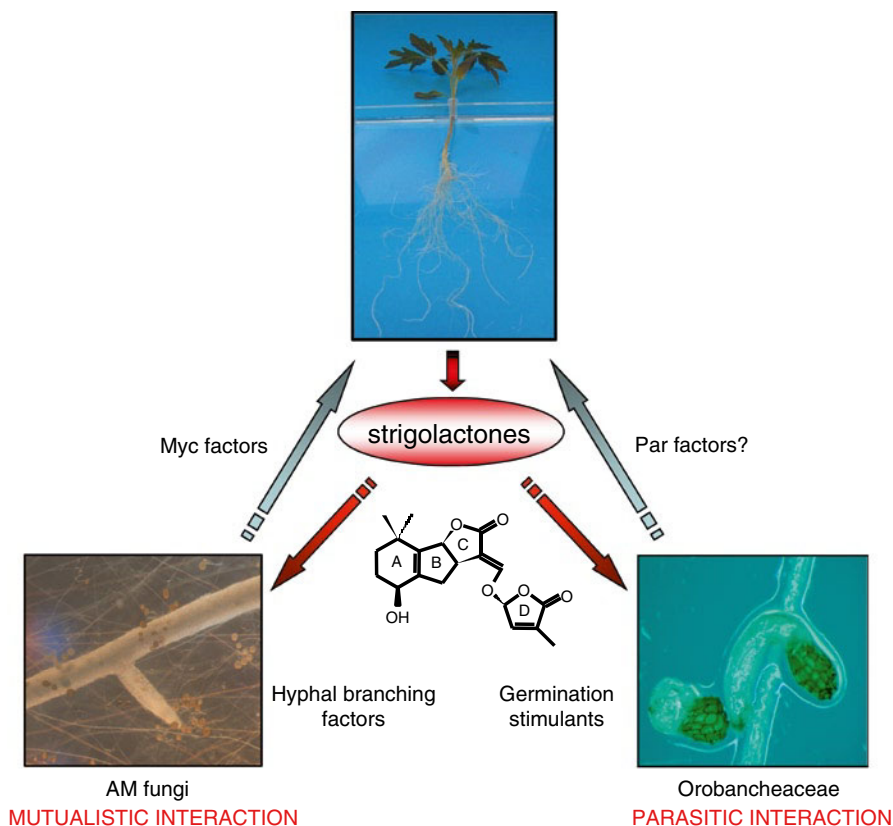 strigolactones
Myc factors
Par factors?
O
O
A
B
C
O
O
O
D
OH
Hyphal branching
factors
Germination
stimulants
AM fungi
MUTUALISTIC INTERACTION
Orobancheaceae
PARASITIC INTERACTION